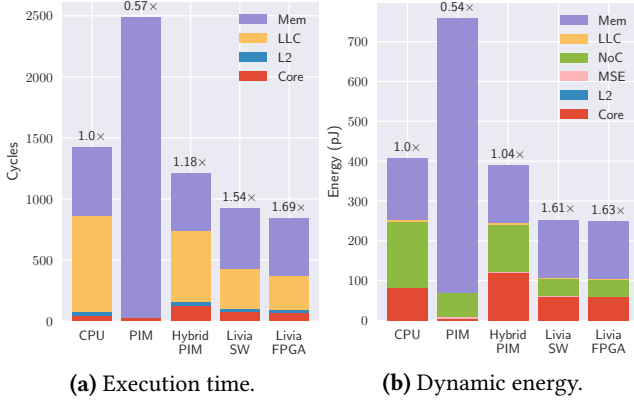 2500
2000
1500
1000
500
0
Cycles
1.0×
0.57×
1.18×
1.54×
1.69×
Mem
LLC
L2
Core
CPU
PIM
Hybrid
PIM
Livia
SW
Livia
FPGA
(a) Execution time.
700
600
500
400
300
200
100
0
Energy (pJ)
1.0×
0.54×
1.04×
1.61×
1.63×
Mem
LLC
NoC
MSE
L2
Core
CPU
PIM
Hybrid
PIM
Livia
SW
Livia
FPGA
(b) Dynamic energy.